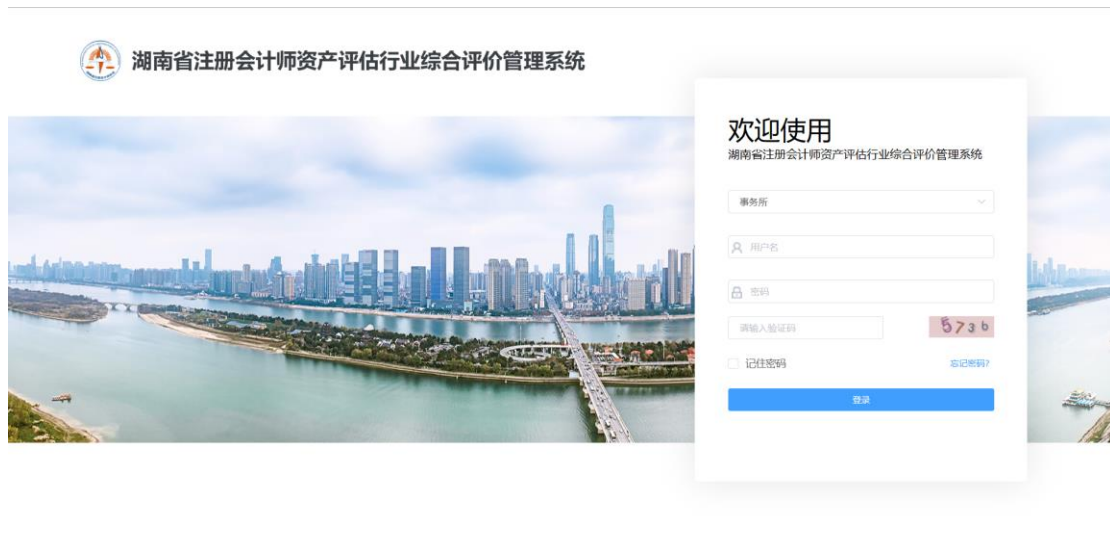 湖南省注册会计师资产评估行业综合评价管理系统
欢迎使用
湖南省注册会计师资产评估行业综合评价管理系统
事务所
用户名
密码
请输入验证码
573b
记住密码 忘记密码?
登录